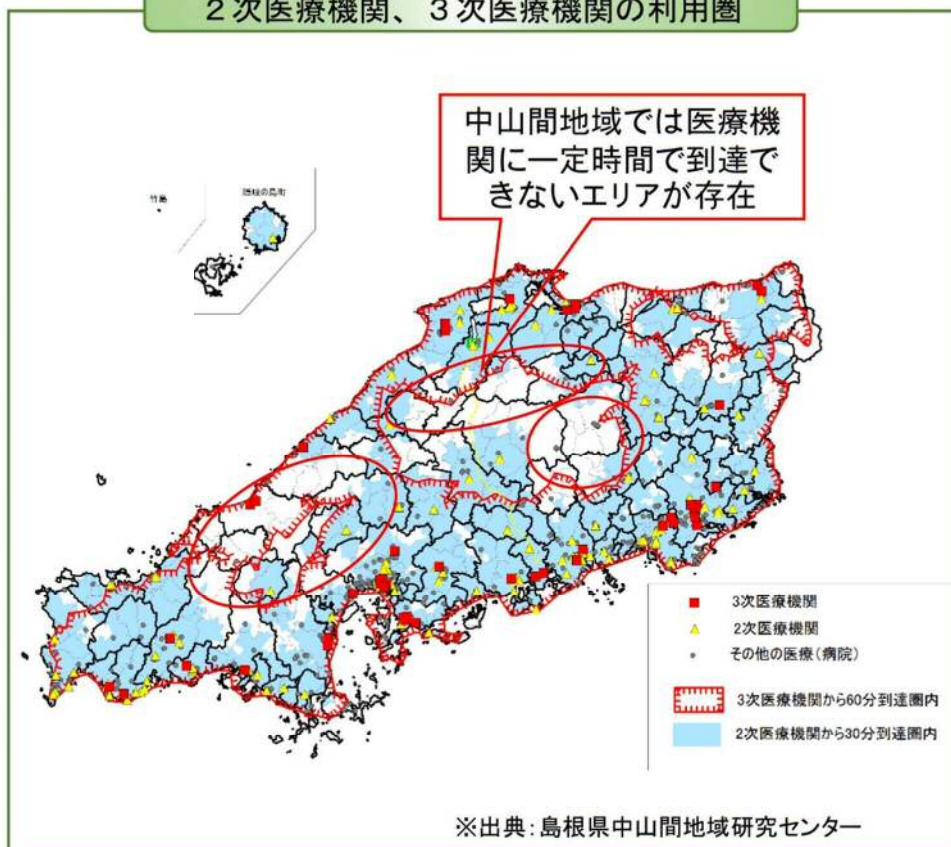 ２次医療機関、３次医療機関の利用圏
中山間地域では医療機
関に一定時間で到達で
きないエリアが存在
竹島
隠岐の島町
3次医療機関
2次医療機関
その他の医療（病院）
3次医療機関から60分到達圏内
2次医療機関から30分到達圏内
※出典：島根県中山間地域研究センター